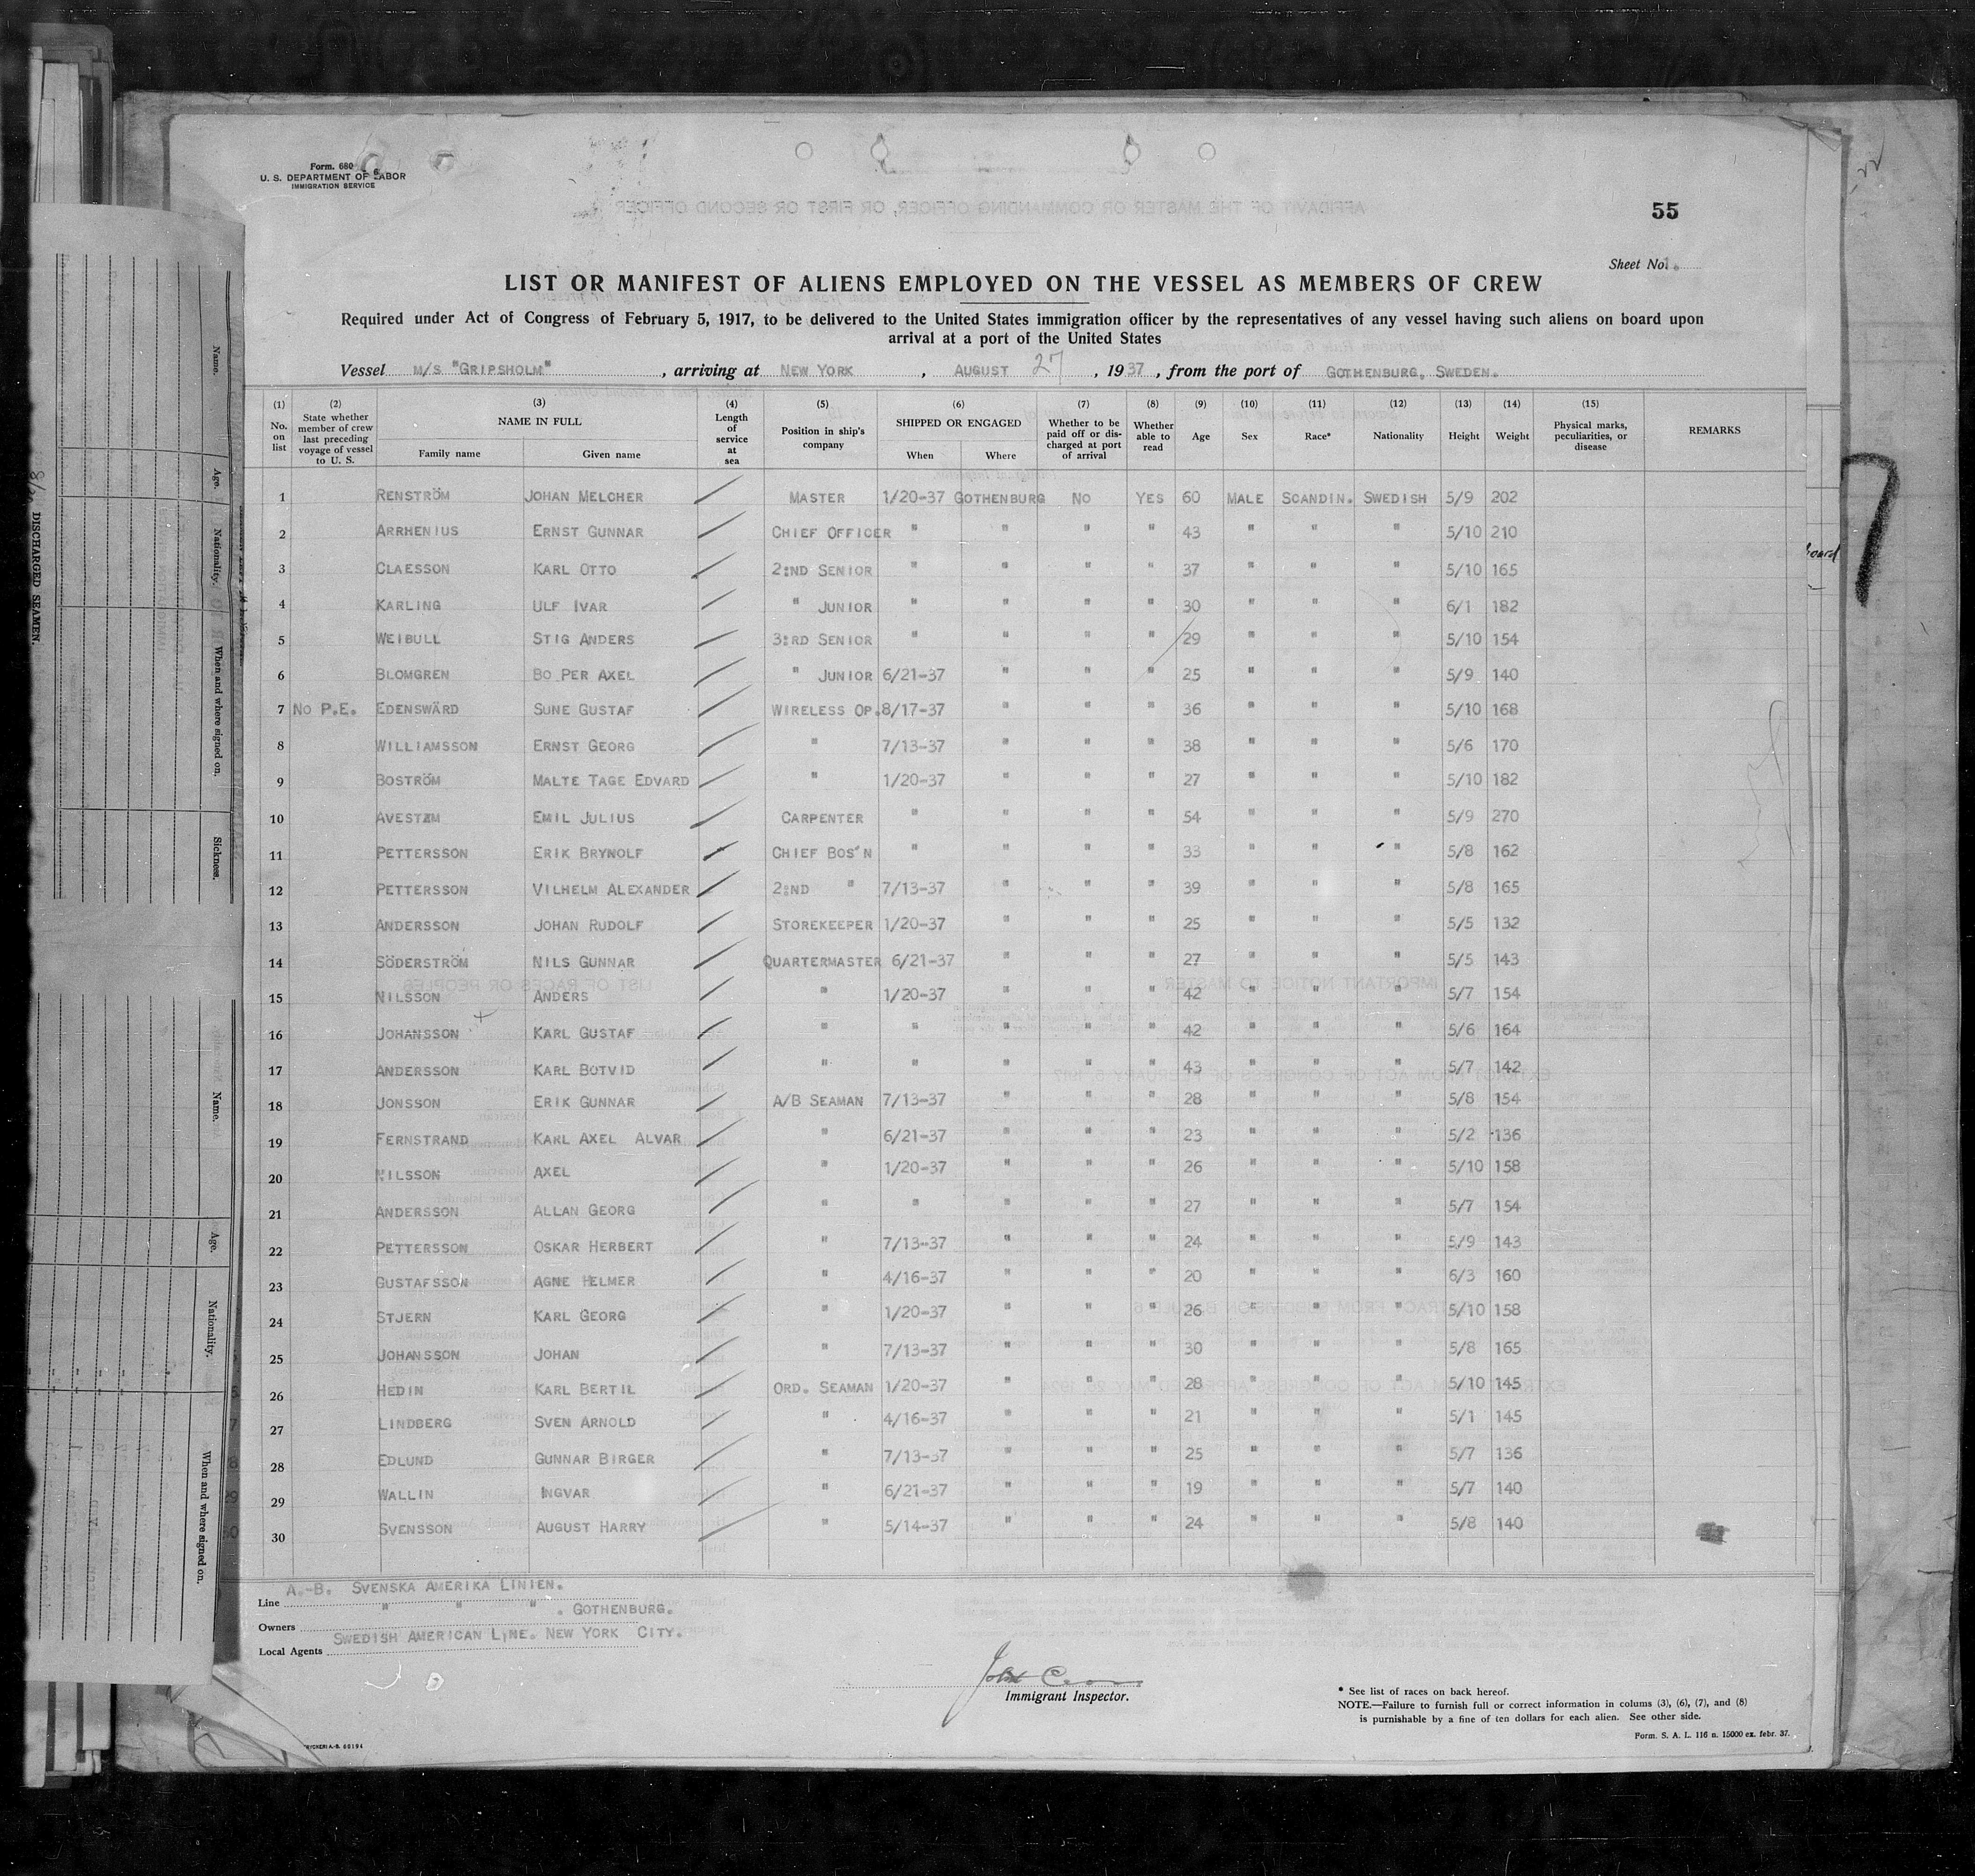 Form. 680
U. S. DEPARTMENT OF LABOR
IMMIGRATION SERVICE
55
Sheet No. 1.
LIST OR MANIFEST OF ALIENS EMPLOYED ON THE VESSEL AS MEMBERS OF CREW
Required under Act of Congress of February 5, 1917, to be delivered to the United States immigration officer by the representatives of any vessel having such aliens on board upon
arrival at a port of the United States
Vessel M/S "GRIPSHOLM", arriving at NEW YORK, AUGUST 27, 1937, from the port of GOTHENBURG, SWEDEN.
(1) No. on list (2) State whether member of crew last preceding voyage of vessel to U. S. (3) NAME IN FULL Family name Given name (4) Length of service at sea (5) Position in ship's company (6) SHIPPED OR ENGAGED When Where (7) Whether to be paid off or discharged at port of arrival (8) Whether able to read (9) Age (10) Sex (11) Race* (12) Nationality (13) Height (14) Weight (15) Physical marks, peculiarities, or disease REMARKS
1 RENSTRÖM JOHAN MELCHER MASTER 1/20-37 GOTHENBURG NO YES 60 MALE SCANDIN. SWEDISH 5/9 202
2 ARRHENIUS ERNST GUNNAR CHIEF OFFICER " " " " 43 " " " 5/10 210
3 CLAESSON KARL OTTO 2:ND SENIOR " " " " 37 " " " 5/10 165
4 KARLING ULF IVAR " JUNIOR " " " " 30 " " " 6/1 182
5 WEIBULL STIG ANDERS 3:RD SENIOR " " " " 29 " " " 5/10 154
6 BLOMGREN BO PER AXEL " JUNIOR 6/21-37 " " " 25 " " " 5/9 140
7 NO P.E. EDENSWÄRD SUNE GUSTAF WIRELESS OP. 8/17-37 " " " 36 " " " 5/10 168
8 WILLIAMSSON ERNST GEORG " 7/13-37 " " " 38 " " " 5/6 170
9 BOSTRÖM MALTE TAGE EDVARD " 1/20-37 " " " 27 " " " 5/10 182
10 EMIL JULIUS CARPENTER " " " " 54 " " " 5/9 270
11 PETTERSSON ERIK BRYNOLF CHIEF BOS'N " " " " 33 " " " 5/8 162
12 PETTERSSON VILHELM ALEXANDER 2:ND " 7/13-37 " " " 39 " " " 5/8 165
13 ANDERSSON JOHAN RUDOLF STOREKEEPER 1/20-37 " " " 25 " " " 5/5 132
14 SÖDERSTRÖM NILS GUNNAR QUARTERMASTER 6/21-37 " " " 27 " " " 5/5 143
15 NILSSON ANDERS " 1/20-37 " " " 42 " " " 5/7 154
16 JOHANSSON KARL GUSTAF " " " " " 42 " " " 5/6 164
17 ANDERSSON KARL BOTVID " " " " " 43 " " " 5/7 142
18 JONSSON ERIK GUNNAR A/B SEAMAN 7/13-37 " " " 28 " " " 5/8 154
19 FERNSTRAND KARL AXEL ALVAR " 6/21-37 " " " 23 " " " 5/2 136
20 NILSSON AXEL " 1/20-37 " " " 26 " " " 5/10 158
21 ANDERSSON ALLAN GEORG " " " " " 27 " " " 5/7 154
22 PETTERSSON OSKAR HERBERT " 7/13-37 " " " 24 " " " 5/9 143
23 GUSTAFSSON AGNE HELMER " 4/16-37 " " " 20 " " " 6/3 160
24 STJERN KARL GEORG " 1/20-37 " " " 26 " " " 5/10 158
25 JOHANSSON JOHAN " 7/13-37 " " " 30 " " " 5/8 165
26 HEDIN KARL BERTIL ORD. SEAMAN 1/20-37 " " " 28 " " " 5/10 145
27 LINDBERG SVEN ARNOLD " 4/16-37 " " " 21 " " " 5/1 145
28 EDLUND GUNNAR BIRGER " 7/13-37 " " " 25 " " " 5/7 136
29 WALLIN INGVAR " 6/21-37 " " " 19 " " " 5/7 140
30 SVENSSON AUGUST HARRY " 5/14-37 " " " 24 " " " 5/8 140
Line A.-B. SVENSKA AMERIKA LINIEN.
Owners " " " . GOTHENBURG.
Local Agents SWEDISH AMERICAN LINE. NEW YORK CITY.
Immigrant Inspector.
* See list of races on back hereof.
NOTE.—Failure to furnish full or correct information in colums (3), (6), (7), and (8)
is purnishable by a fine of ten dollars for each alien. See other side.
Form. S. A. L. 116 n. 15000 ex. febr. 37.
DISCHARGED SEAMEN.
Name. Age. Nationality. When and where signed on. Sickness.
Name. Age. Nationality. When and where signed on.